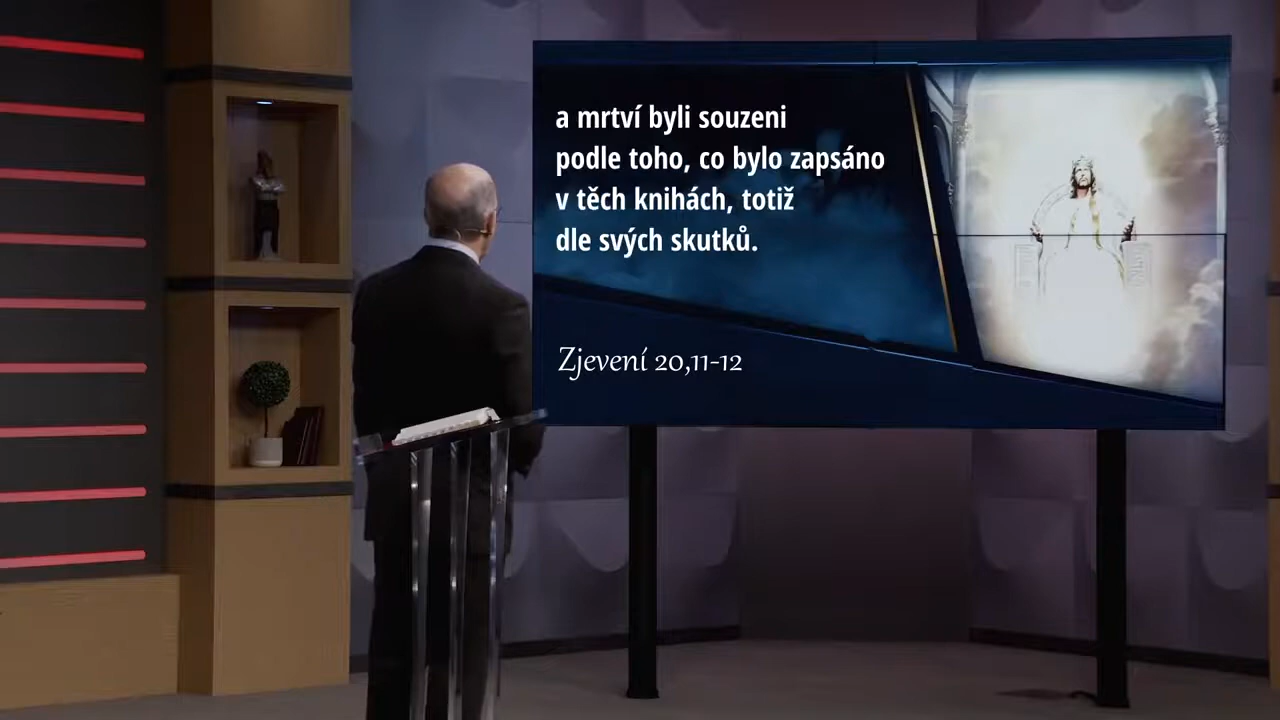 a mrtví byli souzeni
podle toho, co bylo zapsáno
v těch knihách, totiž
dle svých skutků.
Zjevení 20,11-12